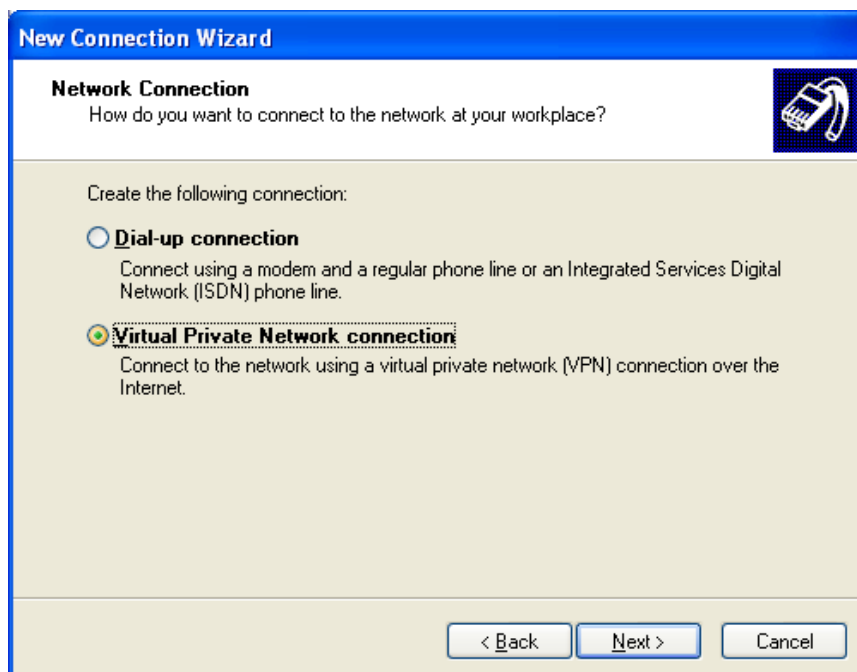 New Connection Wizard
Network Connection
How do you want to connect to the network at your workplace?
Create the following connection:
Dial-up connection
Connect using a modem and a regular phone line or an Integrated Services Digital
Network (ISDN) phone line.
Virtual Private Network connection
Connect to the network using a virtual private network (VPN) connection over the
Internet.
< Back Next > Cancel